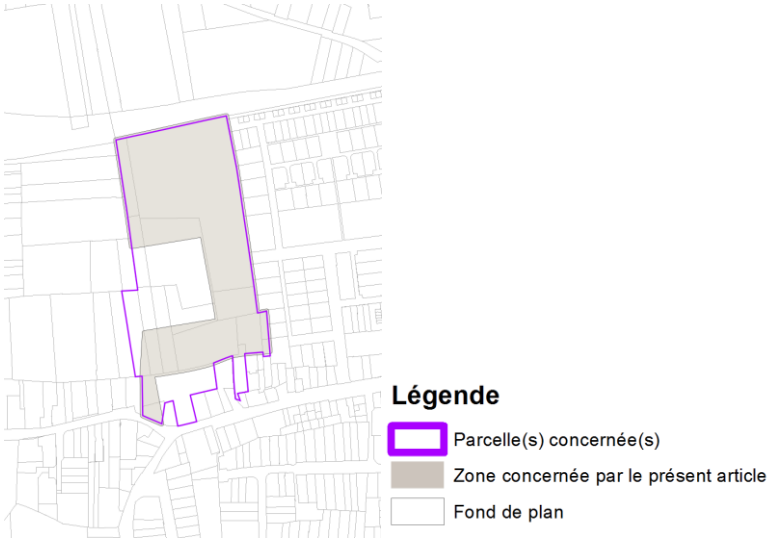 Légende
Parcelle(s) concernée(s)
Zone concernée par le présent article
Fond de plan